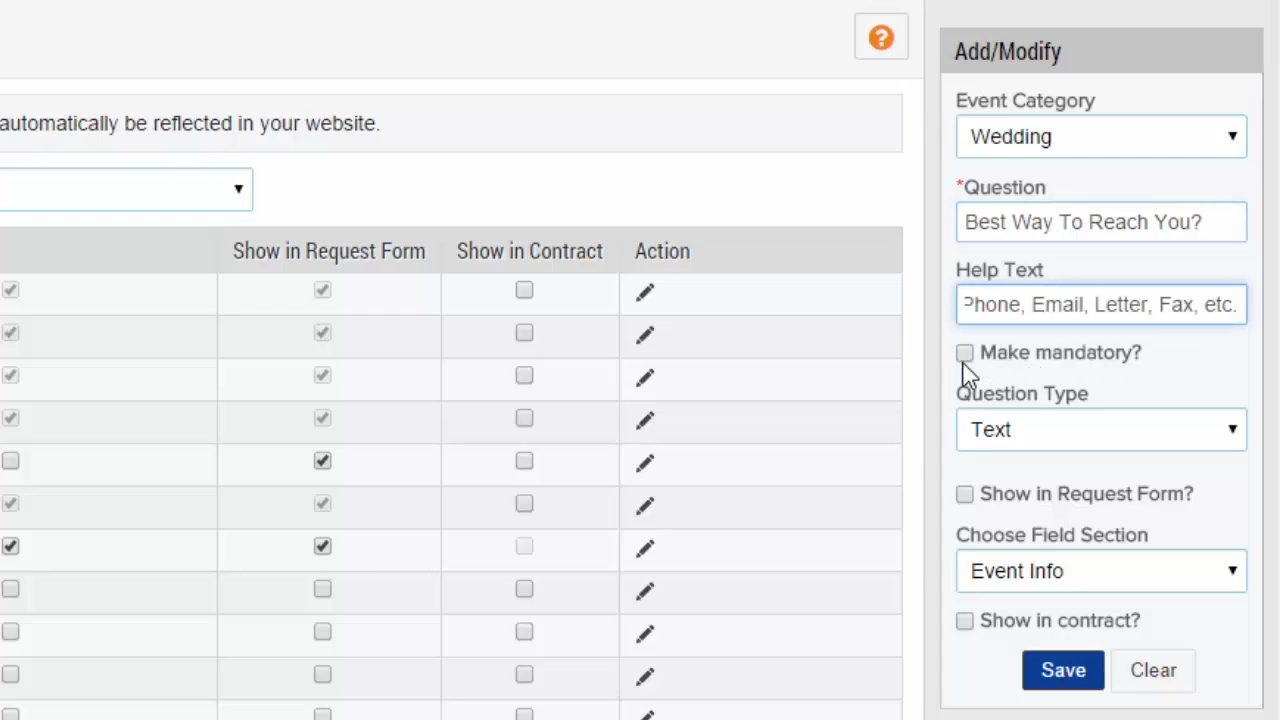 Add/Modify
Event Category
automatically be reflected in your website.
Wedding
*Question
Best Way To Reach You?
Show in Request Form Show in Contract Action
Help Text
Phone, Email, Letter, Fax, etc.
Make mandatory?
Question Type
Text
Show in Request Form?
Choose Field Section
Event Info
Show in contract?
Save Clear